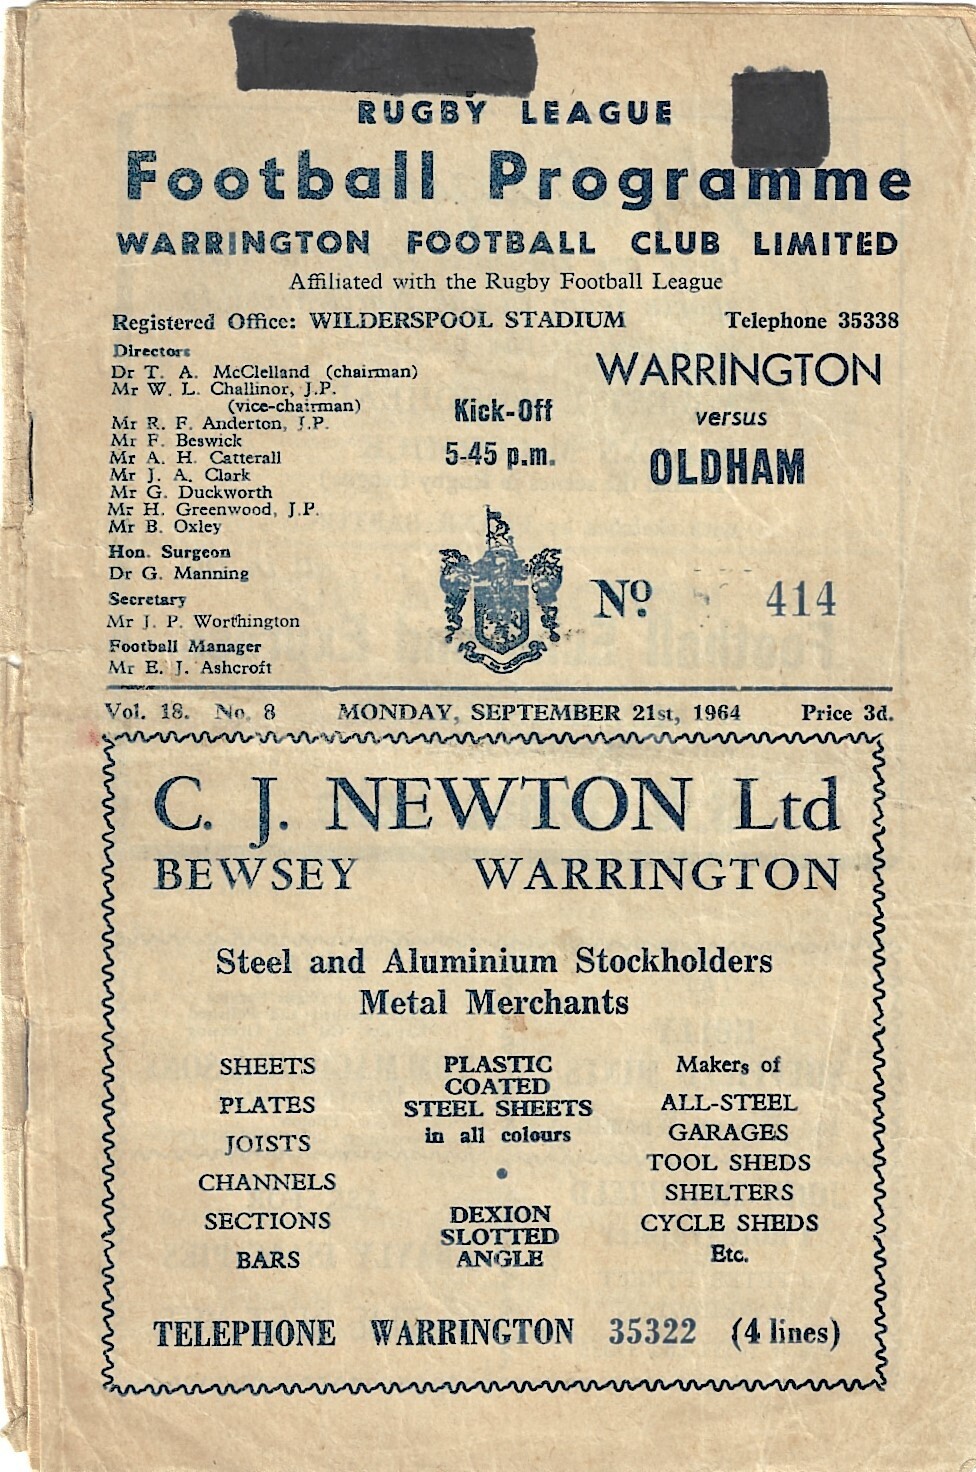 RUGBY LEAGUE
Football Programme
WARRINGTON FOOTBALL CLUB LIMITED
Affiliated with the Rugby Football League
Registered Office: WILDERSPOOL STADIUM Telephone 35338
Directors
Dr T. A. McClelland (chairman)
Mr W. L. Challinor, J.P.
(vice-chairman)
Mr R. F. Anderton, J.P.
Mr F. Beswick
Mr A. H. Catterall
Mr J. A. Clark
Mr G. Duckworth
Mr H. Greenwood, J.P.
Mr B. Oxley
Hon. Surgeon
Dr G. Manning
Secretary
Mr J. P. Worthington
Football Manager
Mr E. J. Ashcroft
Kick-Off
5-45 p.m.
WARRINGTON
versus
OLDHAM
No. 414
Vol. 18. No. 8 MONDAY, SEPTEMBER 21st, 1964 Price 3d.
C. J. NEWTON Ltd
BEWSEY WARRINGTON
Steel and Aluminium Stockholders
Metal Merchants
SHEETS
PLATES
JOISTS
CHANNELS
SECTIONS
BARS
PLASTIC
COATED
STEEL SHEETS
in all colours
DEXION
SLOTTED
ANGLE
Makers of
ALL-STEEL
GARAGES
TOOL SHEDS
SHELTERS
CYCLE SHEDS
Etc.
TELEPHONE WARRINGTON 35322 (4 lines)